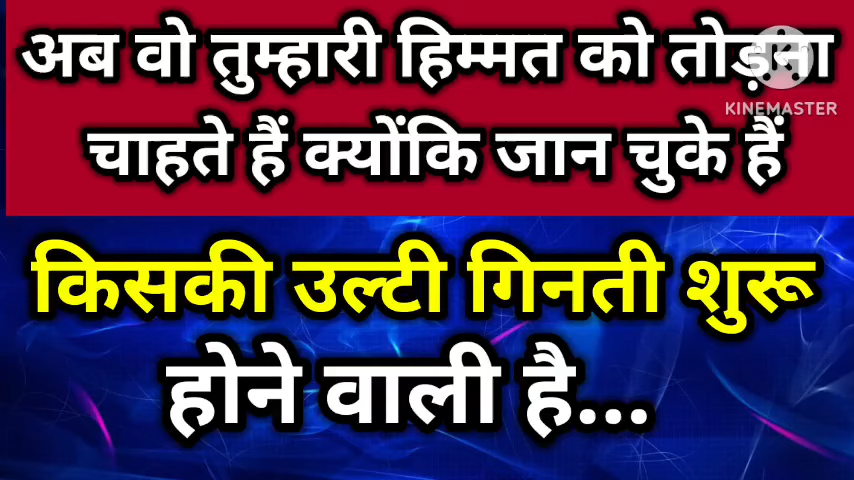 अब वो तुम्हारी हिम्मत को तोड़ना
चाहते हैं क्योंकि जान चुके हैं
KINEMASTER
किसकी उल्टी गिनती शुरू
होने वाली है...